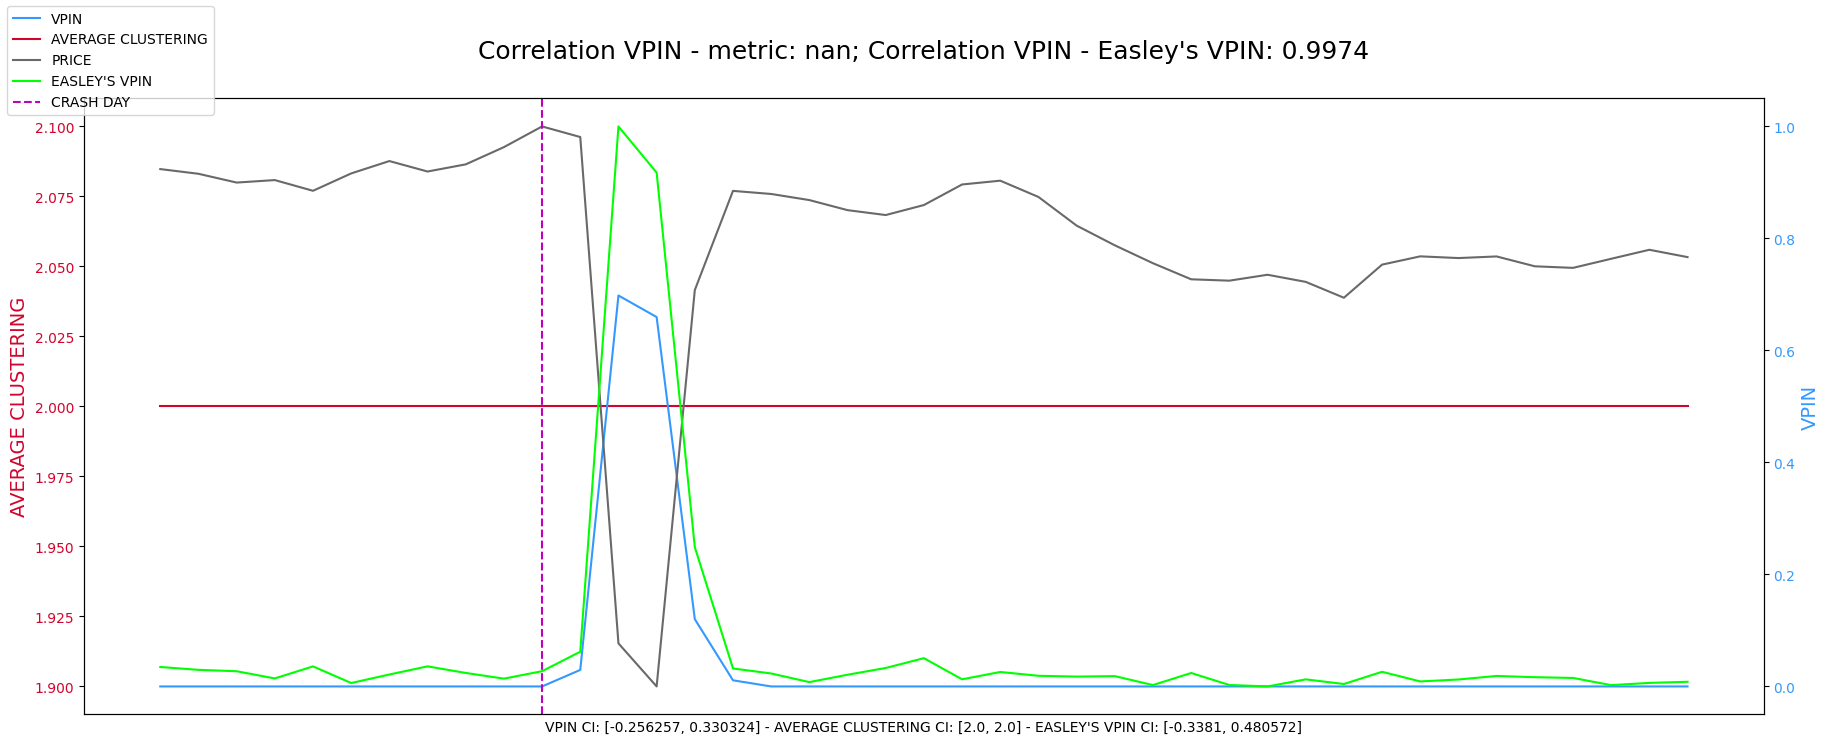 VPIN
AVERAGE CLUSTERING
PRICE
EASLEY'S VPIN
CRASH DAY
Correlation VPIN - metric: nan; Correlation VPIN - Easley's VPIN: 0.9974
AVERAGE CLUSTERING
2.100
2.075
2.050
2.025
2.000
1.975
1.950
1.925
1.900
1.0
0.8
0.6
0.4
0.2
0.0
VPIN
VPIN CI: [-0.256257, 0.330324] - AVERAGE CLUSTERING CI: [2.0, 2.0] - EASLEY'S VPIN CI: [-0.3381, 0.480572]